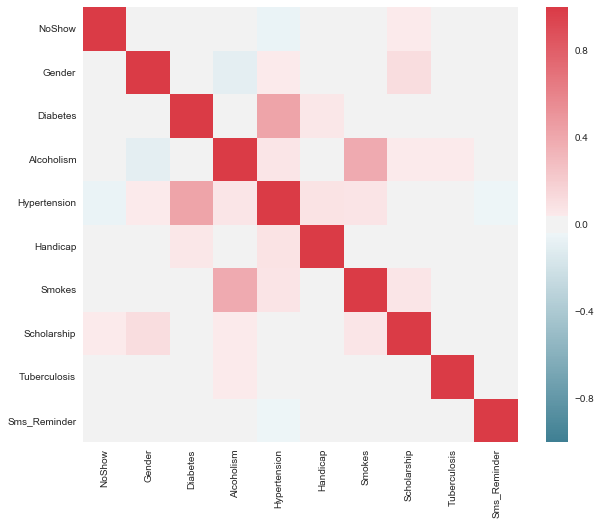 NoShow
Gender
Diabetes
Alcoholism
Hypertension
Handicap
Smokes
Scholarship
Tuberculosis
Sms_Reminder
NoShow
Gender
Diabetes
Alcoholism
Hypertension
Handicap
Smokes
Scholarship
Tuberculosis
Sms_Reminder
0.8
0.4
0.0
−0.4
−0.8